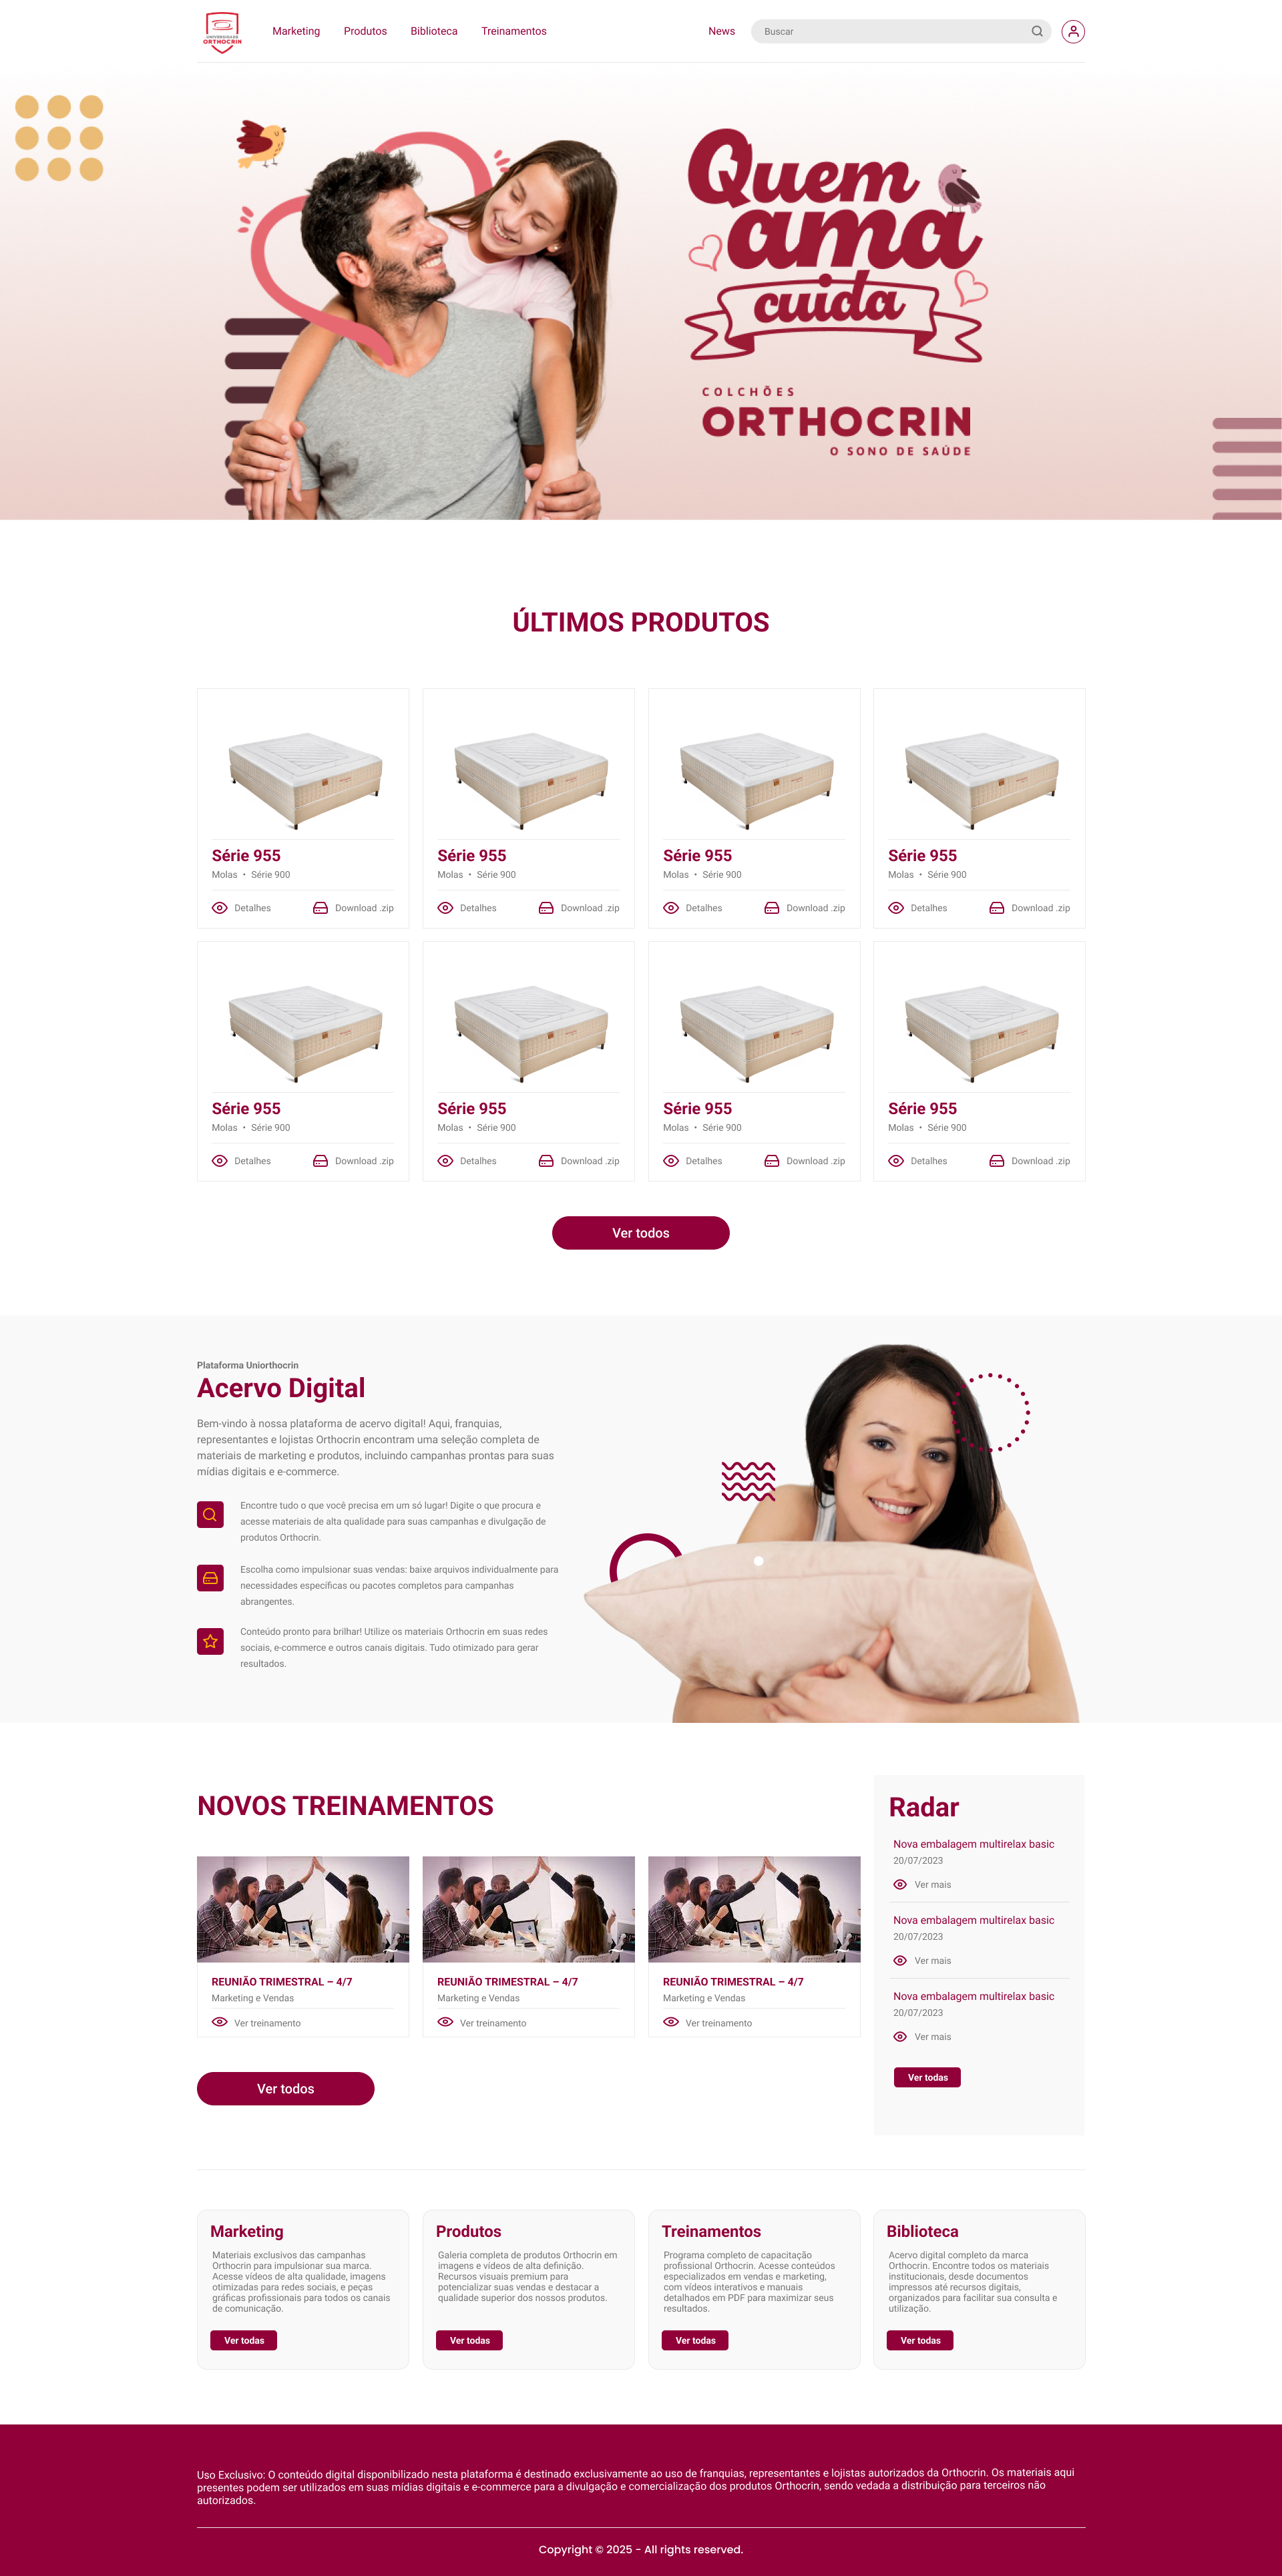 UNIVERSIDADE
ORTHOCRIN
Marketing
Produtos
Biblioteca
Treinamentos
News
Buscar
Quem
ama
cuida
COLCHÕES
ORTHOCRIN
O SONO DE SAÚDE
ÚLTIMOS PRODUTOS
Série 955
Molas • Série 900
Detalhes
Download .zip
Série 955
Molas • Série 900
Detalhes
Download .zip
Série 955
Molas • Série 900
Detalhes
Download .zip
Série 955
Molas • Série 900
Detalhes
Download .zip
Série 955
Molas • Série 900
Detalhes
Download .zip
Série 955
Molas • Série 900
Detalhes
Download .zip
Série 955
Molas • Série 900
Detalhes
Download .zip
Série 955
Molas • Série 900
Detalhes
Download .zip
Ver todos
Plataforma Uniorthocrin
Acervo Digital
Bem-vindo à nossa plataforma de acervo digital! Aqui, franquias,
representantes e lojistas Orthocrin encontram uma seleção completa de
materiais de marketing e produtos, incluindo campanhas prontas para suas
mídias digitais e e-commerce.
Encontre tudo o que você precisa em um só lugar! Digite o que procura e
acesse materiais de alta qualidade para suas campanhas e divulgação de
produtos Orthocrin.
Escolha como impulsionar suas vendas: baixe arquivos individualmente para
necessidades específicas ou pacotes completos para campanhas
abrangentes.
Conteúdo pronto para brilhar! Utilize os materiais Orthocrin em suas redes
sociais, e-commerce e outros canais digitais. Tudo otimizado para gerar
resultados.
NOVOS TREINAMENTOS
REUNIÃO TRIMESTRAL – 4/7
Marketing e Vendas
Ver treinamento
REUNIÃO TRIMESTRAL – 4/7
Marketing e Vendas
Ver treinamento
REUNIÃO TRIMESTRAL – 4/7
Marketing e Vendas
Ver treinamento
Ver todos
Radar
Nova embalagem multirelax basic
20/07/2023
Ver mais
Nova embalagem multirelax basic
20/07/2023
Ver mais
Nova embalagem multirelax basic
20/07/2023
Ver mais
Ver todas
Marketing
Materiais exclusivos das campanhas
Orthocrin para impulsionar sua marca.
Acesse vídeos de alta qualidade, imagens
otimizadas para redes sociais, e peças
gráficas profissionais para todos os canais
de comunicação.
Ver todas
Produtos
Galeria completa de produtos Orthocrin em
imagens e vídeos de alta definição.
Recursos visuais premium para
potencializar suas vendas e destacar a
qualidade superior dos nossos produtos.
Ver todas
Treinamentos
Programa completo de capacitação
profissional Orthocrin. Acesse conteúdos
especializados em vendas e marketing,
com vídeos interativos e manuais
detalhados em PDF para maximizar seus
resultados.
Ver todas
Biblioteca
Acervo digital completo da marca
Orthocrin. Encontre todos os materiais
institucionais, desde documentos
impressos até recursos digitais,
organizados para facilitar sua consulta e
utilização.
Ver todas
Uso Exclusivo: O conteúdo digital disponibilizado nesta plataforma é destinado exclusivamente ao uso de franquias, representantes e lojistas autorizados da Orthocrin. Os materiais aqui
presentes podem ser utilizados em suas mídias digitais e e-commerce para a divulgação e comercialização dos produtos Orthocrin, sendo vedada a distribuição para terceiros não
autorizados.
Copyright © 2025 - All rights reserved.